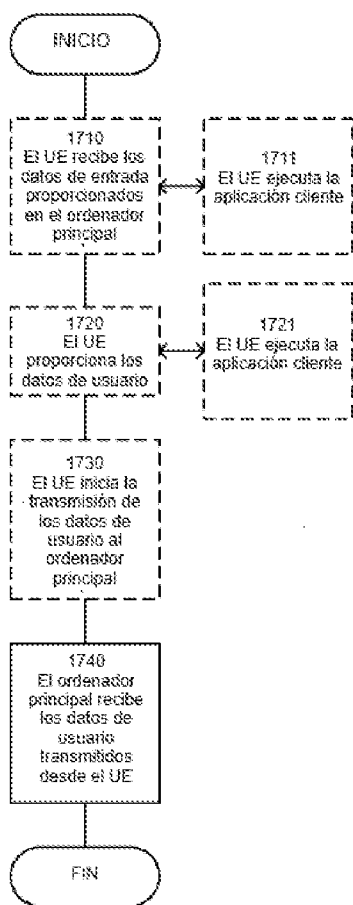 INICIO
1710
El UE recibe los
datos de entrada
proporcionados
en el ordenador
principal
1711
El UE ejecuta la
aplicación cliente
1720
El UE
proporciona los
datos de usuario
1721
El UE ejecuta la
aplicación cliente
1730
El UE inicia la
transmisión de
los datos de
usuario al
ordenador
principal
1740
El ordenador
principal recibe
los datos de
usuario
transmitidos
desde el UE
FIN